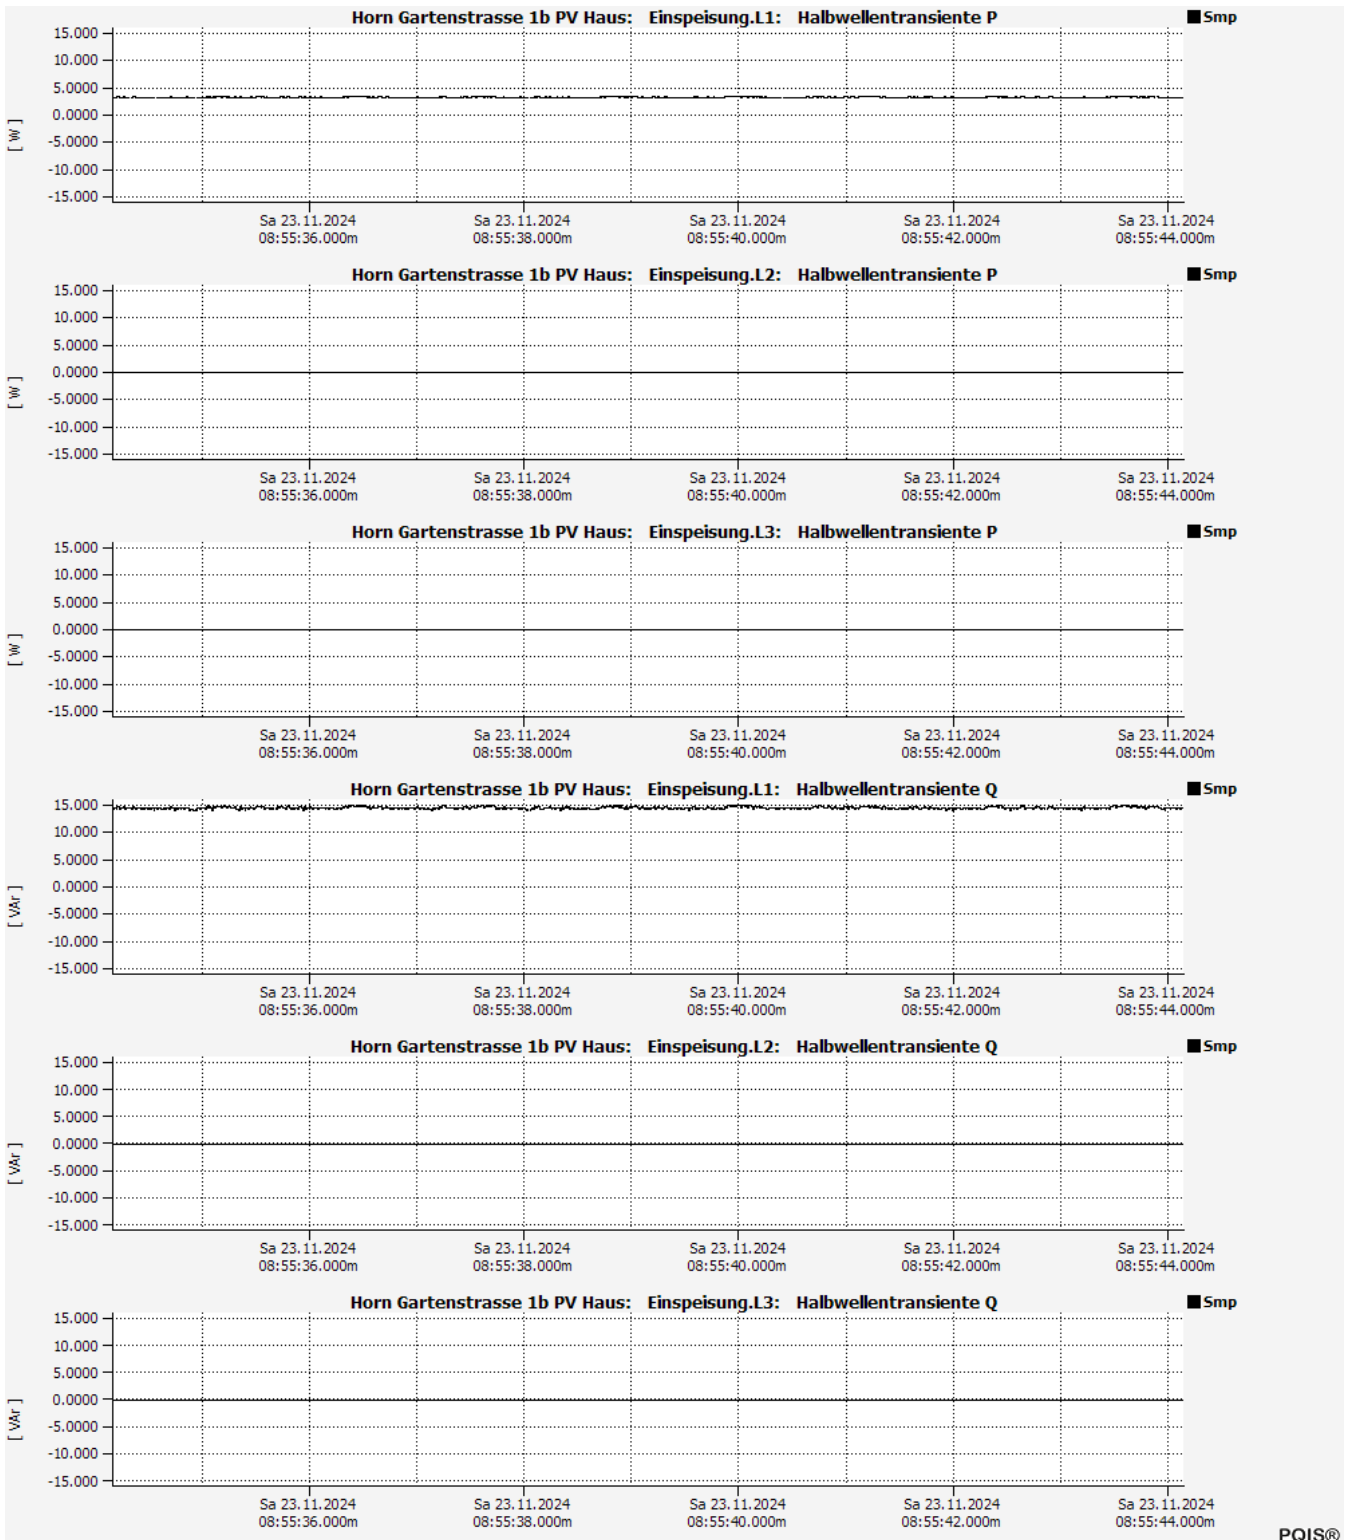 Horn Gartenstrasse 1b PV Haus: Einspeisung.L1: Halbwellentransiente P
Smp
15.000
10.000
5.0000
0.0000
-5.0000
-10.000
-15.000
[ W ]
Sa 23.11.2024 Sa 23.11.2024 Sa 23.11.2024 Sa 23.11.2024 Sa 23.11.2024
08:55:36.000m 08:55:38.000m 08:55:40.000m 08:55:42.000m 08:55:44.000m
Horn Gartenstrasse 1b PV Haus: Einspeisung.L2: Halbwellentransiente P
Smp
15.000
10.000
5.0000
0.0000
-5.0000
-10.000
-15.000
[ W ]
Sa 23.11.2024 Sa 23.11.2024 Sa 23.11.2024 Sa 23.11.2024 Sa 23.11.2024
08:55:36.000m 08:55:38.000m 08:55:40.000m 08:55:42.000m 08:55:44.000m
Horn Gartenstrasse 1b PV Haus: Einspeisung.L3: Halbwellentransiente P
Smp
15.000
10.000
5.0000
0.0000
-5.0000
-10.000
-15.000
[ W ]
Sa 23.11.2024 Sa 23.11.2024 Sa 23.11.2024 Sa 23.11.2024 Sa 23.11.2024
08:55:36.000m 08:55:38.000m 08:55:40.000m 08:55:42.000m 08:55:44.000m
Horn Gartenstrasse 1b PV Haus: Einspeisung.L1: Halbwellentransiente Q
Smp
15.000
10.000
5.0000
0.0000
-5.0000
-10.000
-15.000
[ VAr ]
Sa 23.11.2024 Sa 23.11.2024 Sa 23.11.2024 Sa 23.11.2024 Sa 23.11.2024
08:55:36.000m 08:55:38.000m 08:55:40.000m 08:55:42.000m 08:55:44.000m
Horn Gartenstrasse 1b PV Haus: Einspeisung.L2: Halbwellentransiente Q
Smp
15.000
10.000
5.0000
0.0000
-5.0000
-10.000
-15.000
[ VAr ]
Sa 23.11.2024 Sa 23.11.2024 Sa 23.11.2024 Sa 23.11.2024 Sa 23.11.2024
08:55:36.000m 08:55:38.000m 08:55:40.000m 08:55:42.000m 08:55:44.000m
Horn Gartenstrasse 1b PV Haus: Einspeisung.L3: Halbwellentransiente Q
Smp
15.000
10.000
5.0000
0.0000
-5.0000
-10.000
-15.000
[ VAr ]
Sa 23.11.2024 Sa 23.11.2024 Sa 23.11.2024 Sa 23.11.2024 Sa 23.11.2024
08:55:36.000m 08:55:38.000m 08:55:40.000m 08:55:42.000m 08:55:44.000m
PQIS®